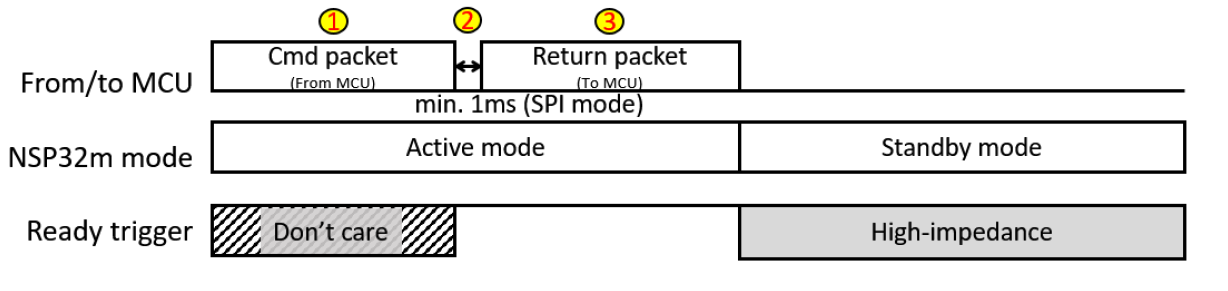 1 2 3
Cmd packet Return packet
From/to MCU (From MCU) (To MCU)
min. 1ms (SPI mode)
NSP32m mode Active mode Standby mode
Ready trigger Don’t care High-impedance